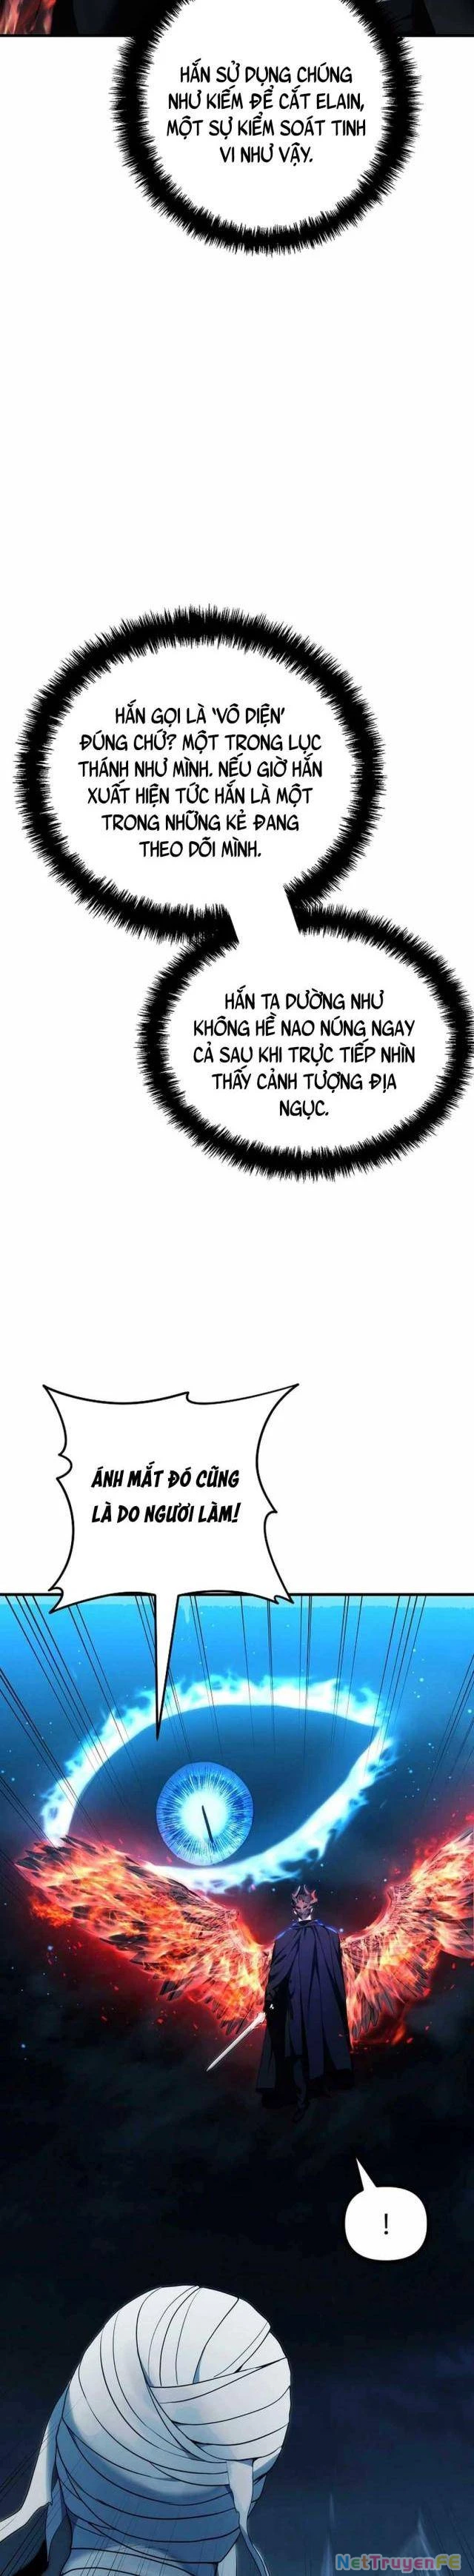 HẮN SỬ DỤNG CHÚNG
NHƯ KIẾM ĐỂ CẮT ELAIN,
MỘT SỰ KIỂM SOÁT TINH
VI NHƯ VẬY.
HẮN GỌI LÀ 'VÔ DIỆN'
ĐÚNG CHỨ? MỘT TRONG LỤC
THÁNH NHƯ MÌNH. NẾU GIỜ HẮN
XUẤT HIỆN TỨC HẮN LÀ MỘT
TRONG NHỮNG KẺ ĐANG
THEO DÕI MÌNH.
HẮN TA DƯỜNG NHƯ
KHÔNG HỀ NAO NÚNG NGAY
CẢ SAU KHI TRỰC TIẾP NHÌN
THẤY CẢNH TƯỢNG ĐỊA
NGỤC.
ÁNH MẮT ĐÓ CŨNG
LÀ DO NGƯƠI LÀM!
!
NetTruyenFE